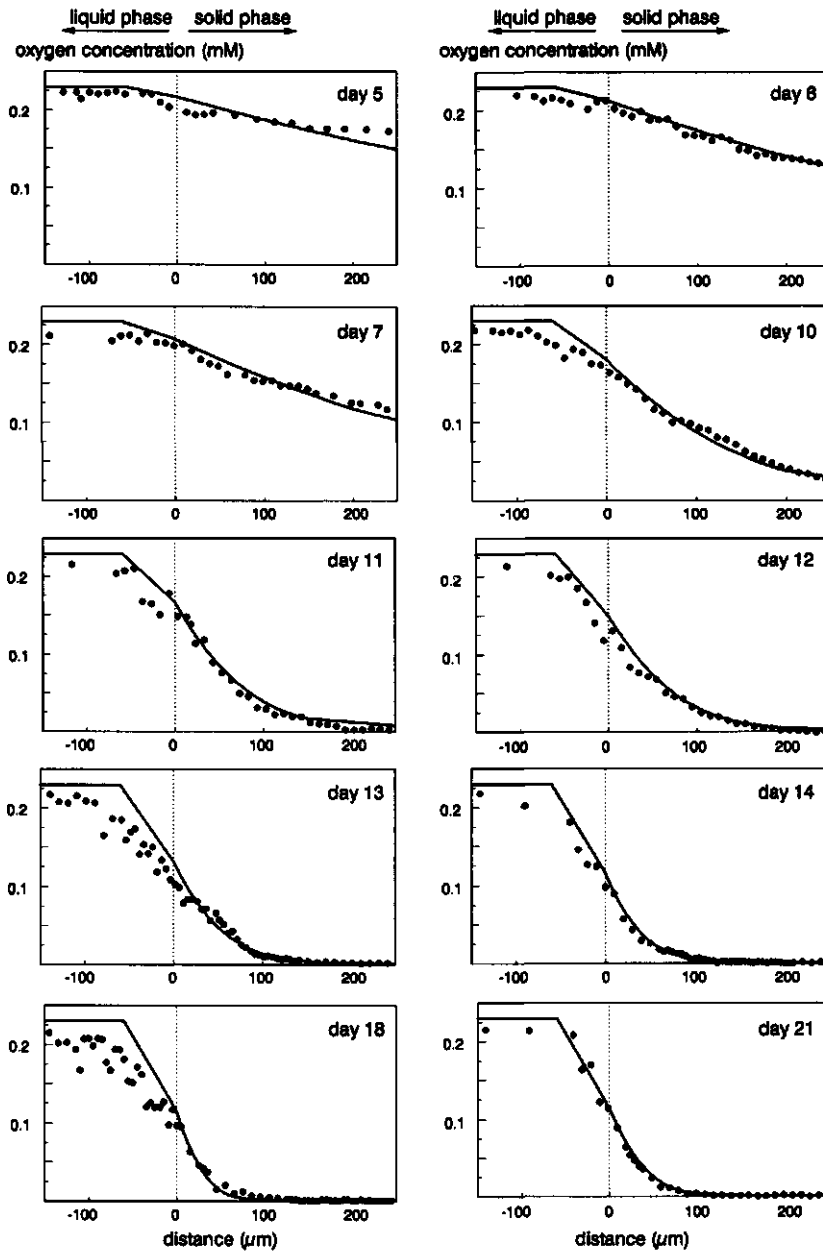 liquid phase solid phase liquid phase solid phase
oxygen concentration (mM) oxygen concentration (mM)
0.2 day 5 day 6
0.1 0.1
-100 0 100 200 -100 0 100 200
0.2 day 7 0.2 day 10
0.1 0.1
-100 0 100 200 -100 0 100 200
0.2 day 11 0.2 day 12
0.1 0.1
-100 0 100 200 -100 0 100 200
0.2 day 13 0.2 day 14
0.1 0.1
-100 0 100 200 -100 0 100 200
0.2 day 18 0.2 day 21
0.1 0.1
-100 0 100 200 -100 0 100 200
distance (µm) distance (µm)